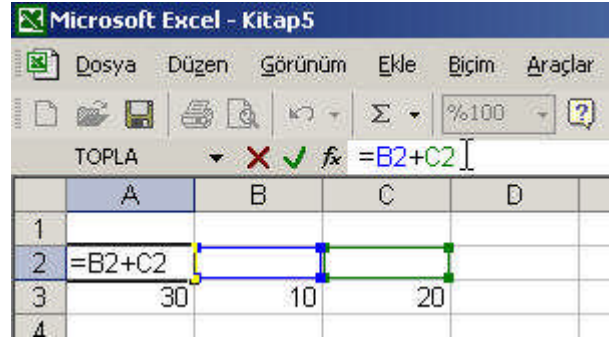 Microsoft Excel - Kitap5
Dosya Düzen Görünüm Ekle Biçim Araçlar
Σ %100 ?
TOPLA fx =B2+C2
A B C D
1
2 =B2+C2
3 30 10 20
4